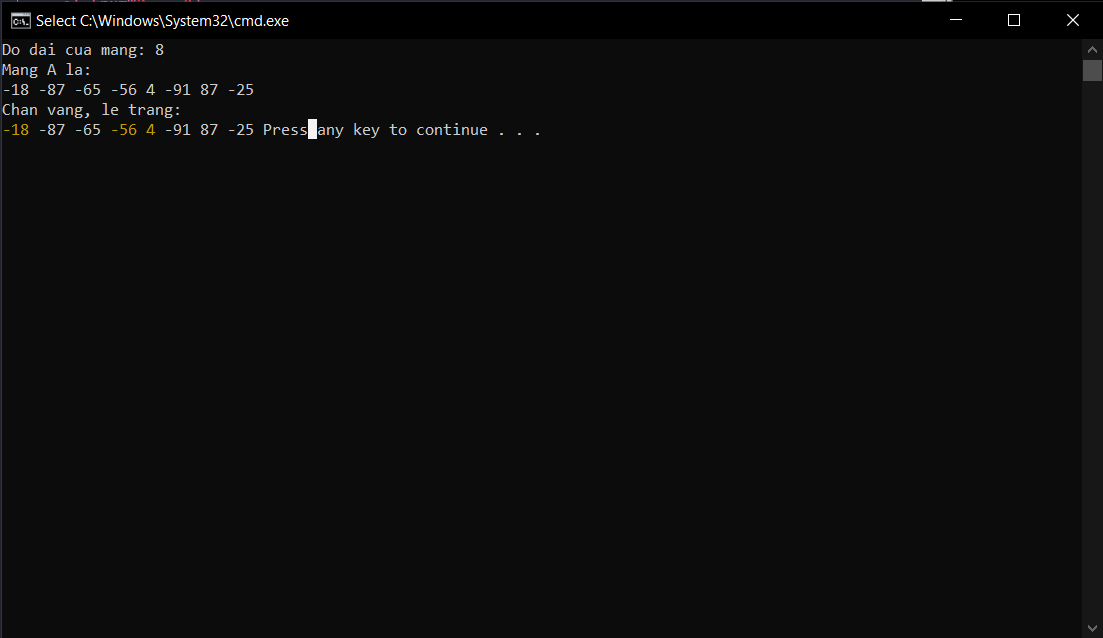 Select C:\Windows\System32\cmd.exe
Do dai cua mang: 8
Mang A la:
-18 -87 -65 -56 4 -91 87 -25
Chan vang, le trang:
-18 -87 -65 -56 4 -91 87 -25 Press any key to continue . . .